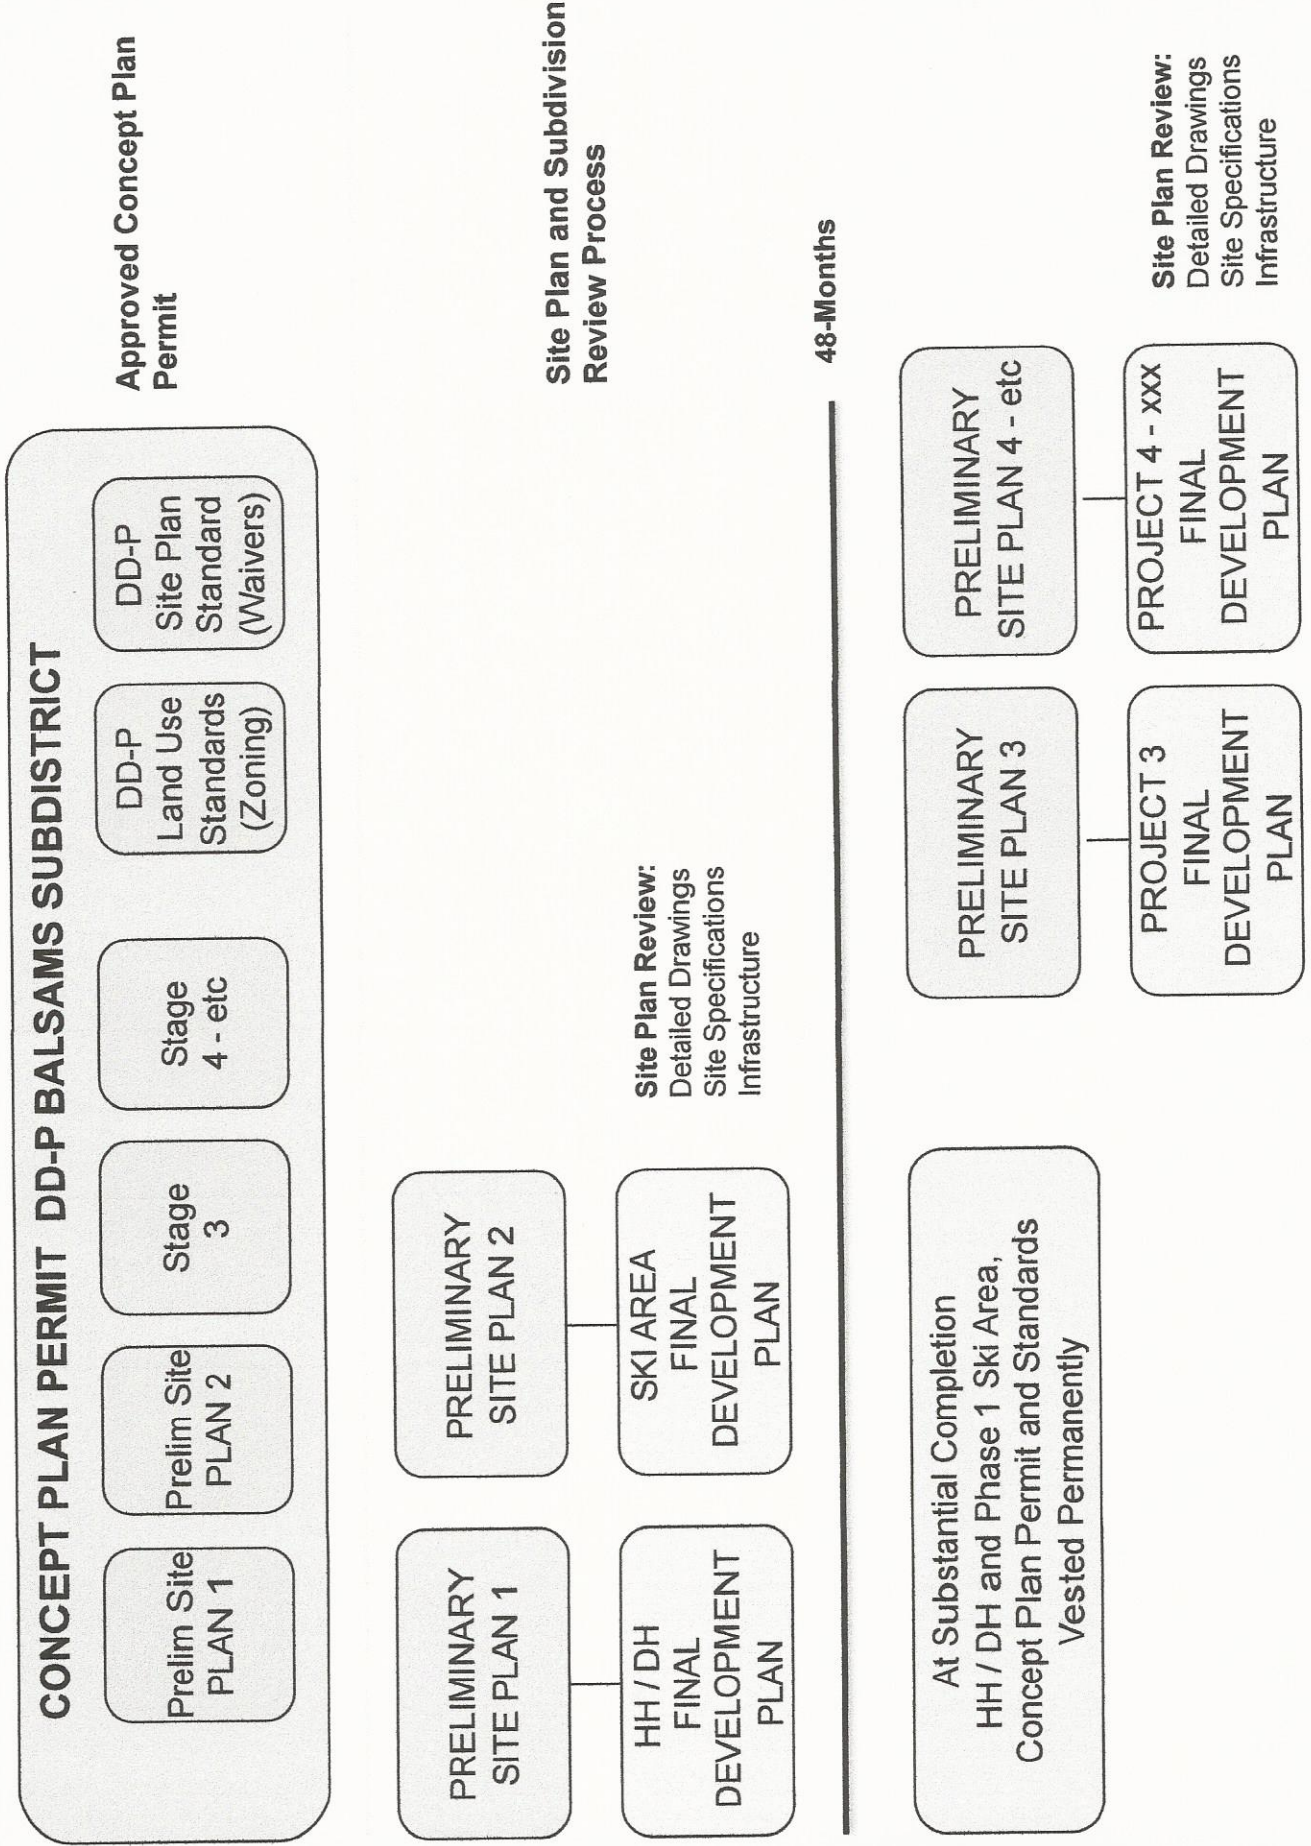 CONCEPT PLAN PERMIT DD-P BALSAMS SUBDISTRICT
Prelim Site
PLAN 1
Prelim Site
PLAN 2
Stage
3
Stage
4 - etc
DD-P
Land Use
Standards
(Zoning)
DD-P
Site Plan
Standard
(Waivers)
Approved Concept Plan
Permit
PRELIMINARY
SITE PLAN 1
PRELIMINARY
SITE PLAN 2
Site Plan and Subdivision
Review Process
HH / DH
FINAL
DEVELOPMENT
PLAN
SKI AREA
FINAL
DEVELOPMENT
PLAN
Site Plan Review:
Detailed Drawings
Site Specifications
Infrastructure
48-Months
At Substantial Completion
HH / DH and Phase 1 Ski Area,
Concept Plan Permit and Standards
Vested Permanently
PRELIMINARY
SITE PLAN 3
PRELIMINARY
SITE PLAN 4 - etc
PROJECT 3
FINAL
DEVELOPMENT
PLAN
PROJECT 4 - xxx
FINAL
DEVELOPMENT
PLAN
Site Plan Review:
Detailed Drawings
Site Specifications
Infrastructure